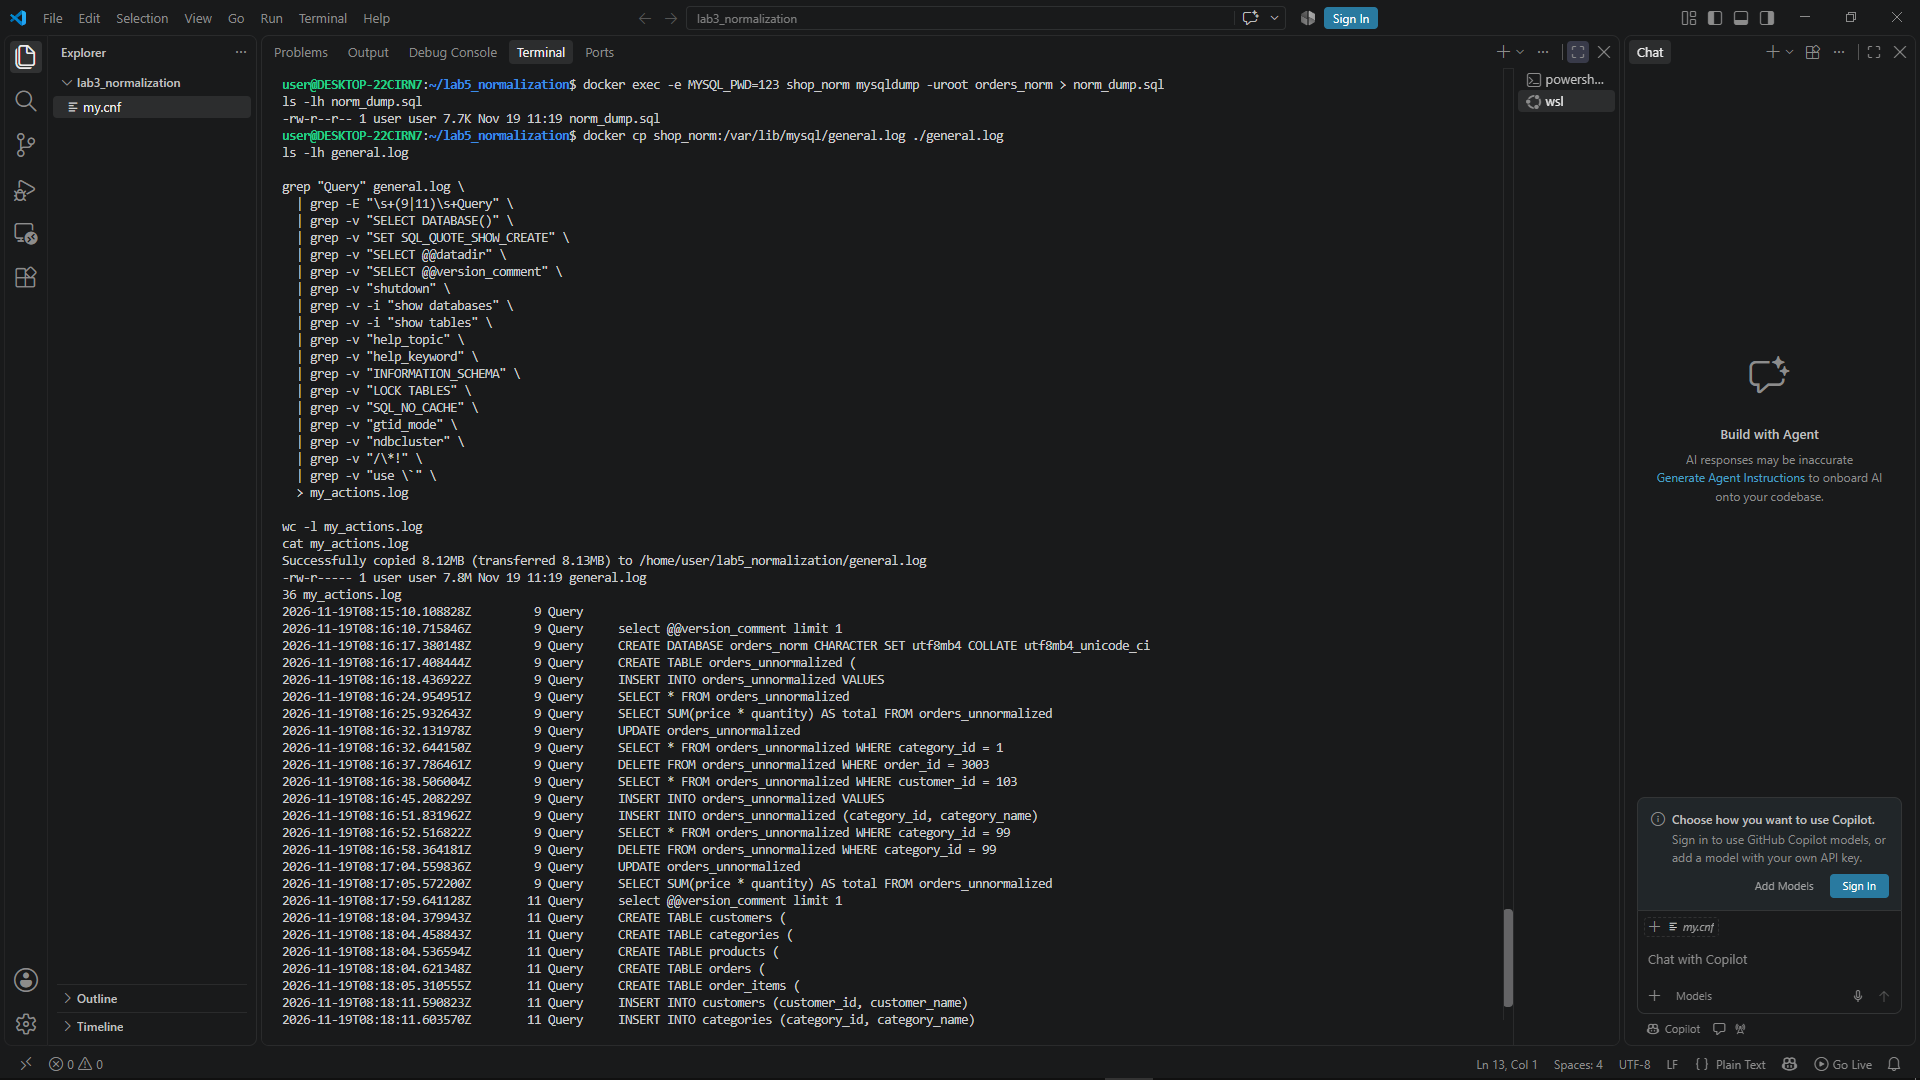 File Edit Selection View Go Run Terminal Help
lab3_normalization
Sign In
Explorer
lab3_normalization
my.cnf
Outline
Timeline
Problems Output Debug Console Terminal Ports
user@DESKTOP-22CIRN7:~/lab5_normalization$ docker exec -e MYSQL_PWD=123 shop_norm mysqldump -uroot orders_norm > norm_dump.sql
ls -lh norm_dump.sql
-rw-r--r-- 1 user user 7.7K Nov 19 11:19 norm_dump.sql
user@DESKTOP-22CIRN7:~/lab5_normalization$ docker cp shop_norm:/var/lib/mysql/general.log ./general.log
ls -lh general.log
grep "Query" general.log \
| grep -E "\s+(9|11)\s+Query" \
| grep -v "SELECT DATABASE()" \
| grep -v "SET SQL_QUOTE_SHOW_CREATE" \
| grep -v "SELECT @@datadir" \
| grep -v "SELECT @@version_comment" \
| grep -v "shutdown" \
| grep -v -i "show databases" \
| grep -v -i "show tables" \
| grep -v "help_topic" \
| grep -v "help_keyword" \
| grep -v "INFORMATION_SCHEMA" \
| grep -v "LOCK TABLES" \
| grep -v "SQL_NO_CACHE" \
| grep -v "gtid_mode" \
| grep -v "ndbcluster" \
| grep -v "/\*!" \
| grep -v "use \`" \
> my_actions.log
wc -l my_actions.log
cat my_actions.log
Successfully copied 8.12MB (transferred 8.13MB) to /home/user/lab5_normalization/general.log
-rw-r----- 1 user user 7.8M Nov 19 11:19 general.log
36 my_actions.log
2026-11-19T08:15:10.108828Z 9 Query
2026-11-19T08:16:10.715846Z 9 Query select @@version_comment limit 1
2026-11-19T08:16:17.380148Z 9 Query CREATE DATABASE orders_norm CHARACTER SET utf8mb4 COLLATE utf8mb4_unicode_ci
2026-11-19T08:16:17.408444Z 9 Query CREATE TABLE orders_unnormalized (
2026-11-19T08:16:18.436922Z 9 Query INSERT INTO orders_unnormalized VALUES
2026-11-19T08:16:24.954951Z 9 Query SELECT * FROM orders_unnormalized
2026-11-19T08:16:25.932643Z 9 Query SELECT SUM(price * quantity) AS total FROM orders_unnormalized
2026-11-19T08:16:32.131978Z 9 Query UPDATE orders_unnormalized
2026-11-19T08:16:32.644150Z 9 Query SELECT * FROM orders_unnormalized WHERE category_id = 1
2026-11-19T08:16:37.786461Z 9 Query DELETE FROM orders_unnormalized WHERE order_id = 3003
2026-11-19T08:16:38.506004Z 9 Query SELECT * FROM orders_unnormalized WHERE customer_id = 103
2026-11-19T08:16:45.208229Z 9 Query INSERT INTO orders_unnormalized VALUES
2026-11-19T08:16:51.831962Z 9 Query INSERT INTO orders_unnormalized (category_id, category_name)
2026-11-19T08:16:52.516822Z 9 Query SELECT * FROM orders_unnormalized WHERE category_id = 99
2026-11-19T08:16:58.364181Z 9 Query DELETE FROM orders_unnormalized WHERE category_id = 99
2026-11-19T08:17:04.559836Z 9 Query UPDATE orders_unnormalized
2026-11-19T08:17:05.572200Z 9 Query SELECT SUM(price * quantity) AS total FROM orders_unnormalized
2026-11-19T08:17:59.641128Z 11 Query select @@version_comment limit 1
2026-11-19T08:18:04.379943Z 11 Query CREATE TABLE customers (
2026-11-19T08:18:04.458843Z 11 Query CREATE TABLE categories (
2026-11-19T08:18:04.536594Z 11 Query CREATE TABLE products (
2026-11-19T08:18:04.621348Z 11 Query CREATE TABLE orders (
2026-11-19T08:18:05.310555Z 11 Query CREATE TABLE order_items (
2026-11-19T08:18:11.590823Z 11 Query INSERT INTO customers (customer_id, customer_name)
2026-11-19T08:18:11.603570Z 11 Query INSERT INTO categories (category_id, category_name)
powersh...
wsl
Chat
Build with Agent
AI responses may be inaccurate
Generate Agent Instructions to onboard AI
onto your codebase.
Choose how you want to use Copilot.
Sign in to use GitHub Copilot models, or
add a model with your own API key.
Add Models Sign In
my.cnf
Chat with Copilot
Models
Copilot
0 0
Ln 13, Col 1 Spaces: 4 UTF-8 LF { } Plain Text Go Live